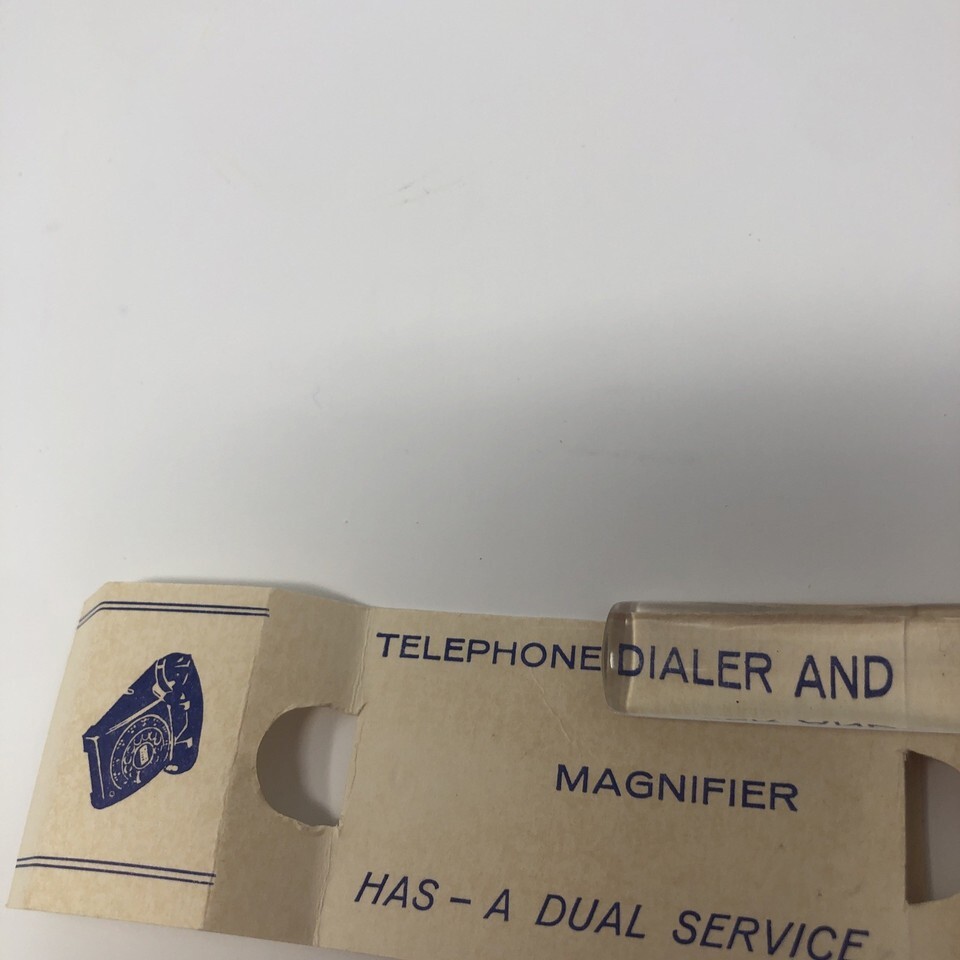 TELEPHONE DIALER AND
MAGNIFIER
HAS - A DUAL SERVICE